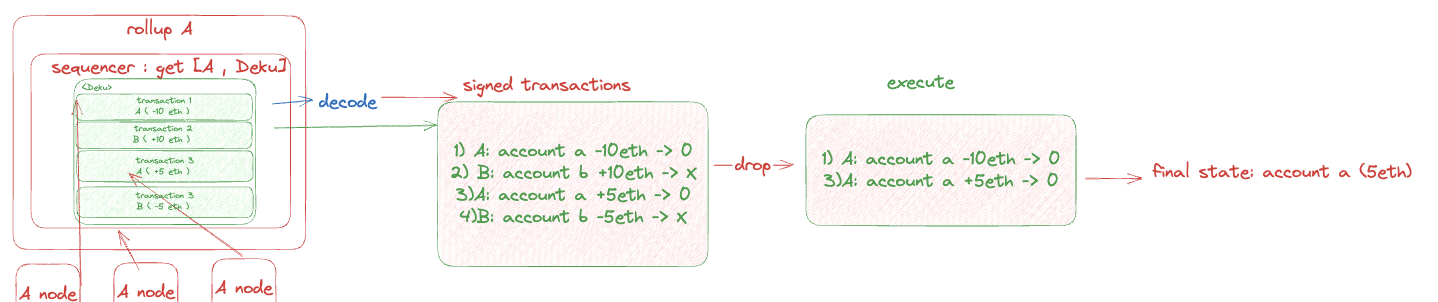 rollup A
sequencer : get [A , Deku]
<Deku>
transaction 1
A ( -10 eth )
transaction 2
B ( +10 eth )
transaction 3
A ( +5 eth )
transaction 3
B ( -5 eth )
A node
A node
A node
decode
signed transactions
1) A: account a -10eth -> 0
2) B: account b +10eth -> x
3)A: account a +5eth -> 0
4)B: account b -5eth -> x
drop
execute
1) A: account a -10eth -> 0
3)A: account a +5eth -> 0
final state: account a (5eth)